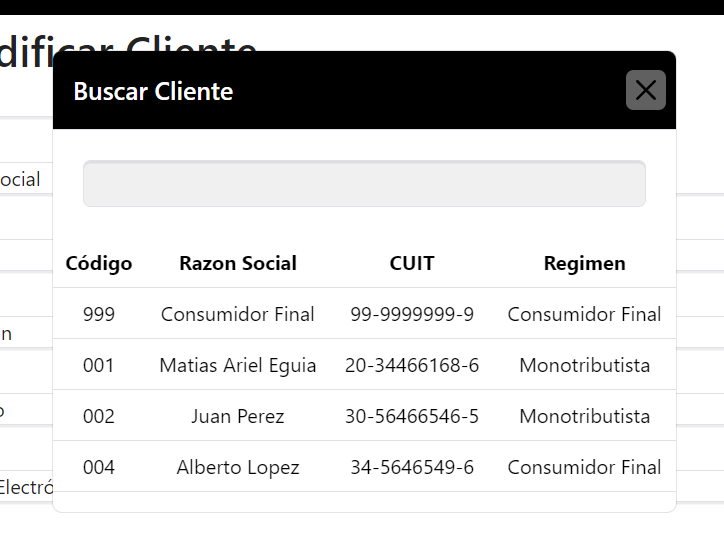 dificar Cliente
Buscar Cliente
ocial
Código Razon Social CUIT Regimen
999 Consumidor Final 99-9999999-9 Consumidor Final
n
001 Matias Ariel Eguia 20-34466168-6 Monotributista
o
002 Juan Perez 30-56466546-5 Monotributista
004 Alberto Lopez 34-5646549-6 Consumidor Final
Electró